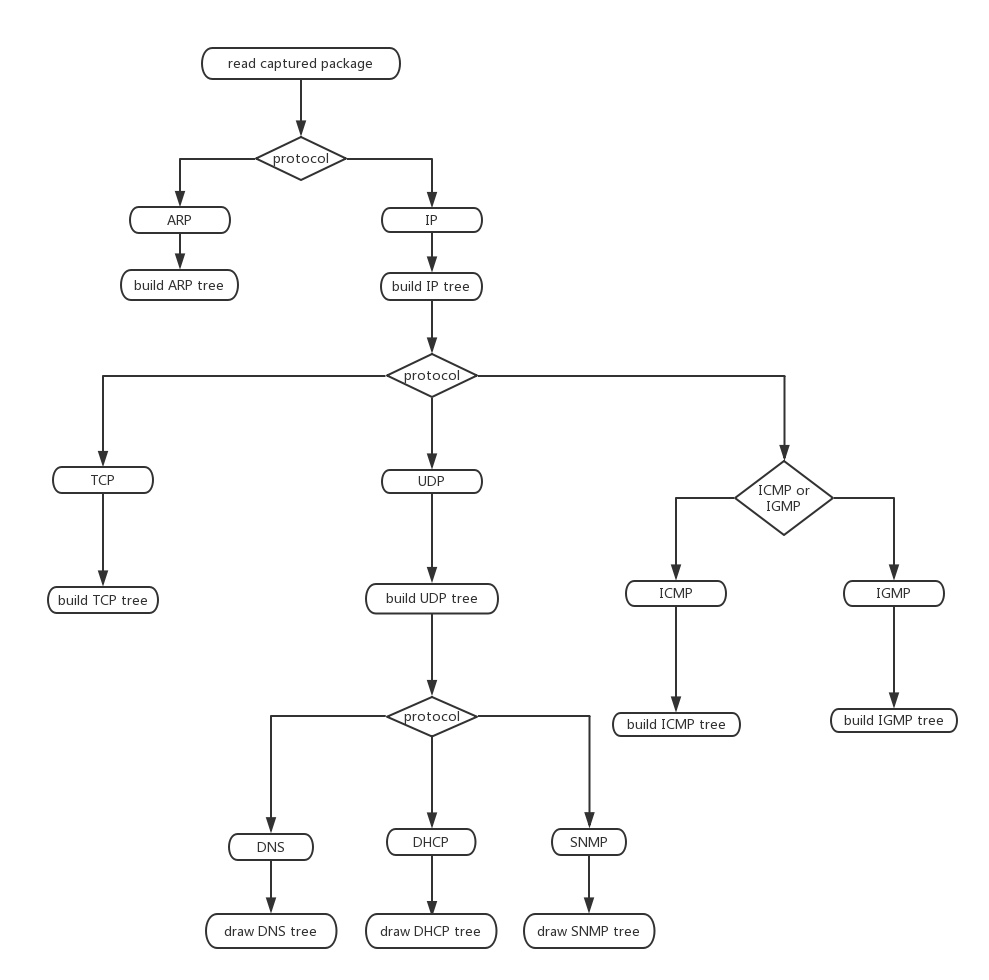 read captured package
protocol
ARP
IP
build ARP tree
build IP tree
protocol
TCP
UDP
ICMP or
IGMP
ICMP
IGMP
build TCP tree
build UDP tree
protocol
build ICMP tree
build IGMP tree
DNS
DHCP
SNMP
draw DNS tree
draw DHCP tree
draw SNMP tree